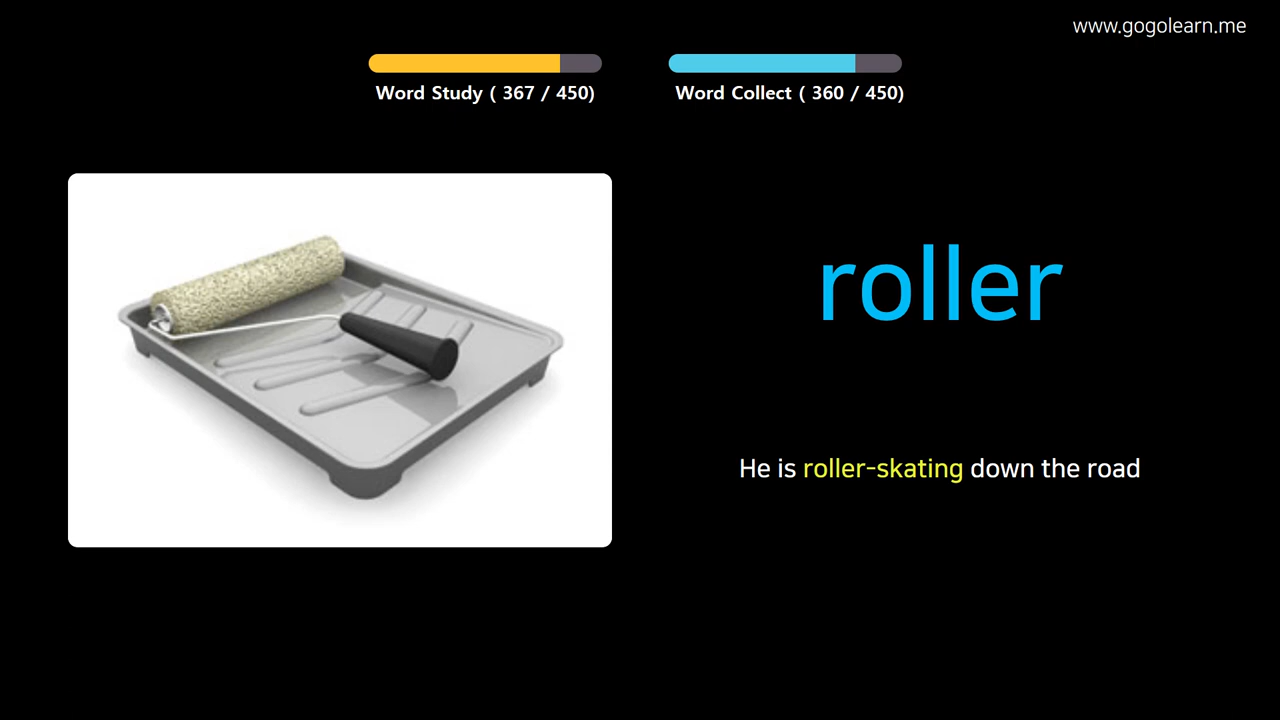 www.gogolearn.me
Word Study ( 367 / 450)
Word Collect ( 360 / 450)
roller
He is roller-skating down the road